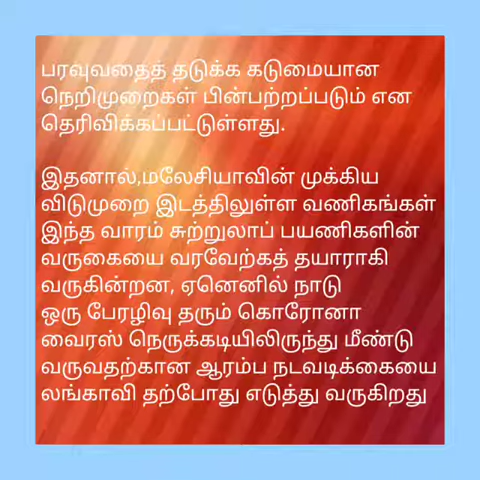 பரவுவதைத் தடுக்க கடுமையான
நெறிமுறைகள் பின்பற்றப்படும் என
தெரிவிக்கப்பட்டுள்ளது.
இதனால்,மலேசியாவின் முக்கிய
விடுமுறை இடத்திலுள்ள வணிகங்கள்
இந்த வாரம் சுற்றுலாப் பயணிகளின்
வருகையை வரவேற்கத் தயாராகி
வருகின்றன, ஏனெனில் நாடு
ஒரு பேரழிவு தரும் கொரோனா
வைரஸ் நெருக்கடியிலிருந்து மீண்டு
வருவதற்கான ஆரம்ப நடவடிக்கையை
லங்காவி தற்போது எடுத்து வருகிறது